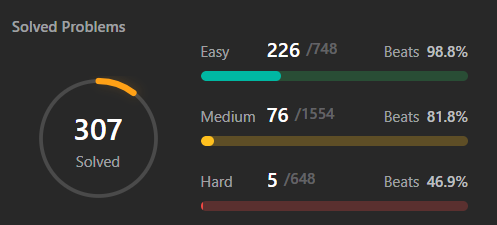 Solved Problems
307
Solved
Easy 226 /748 Beats 98.8%
Medium 76 /1554 Beats 81.8%
Hard 5 /648 Beats 46.9%